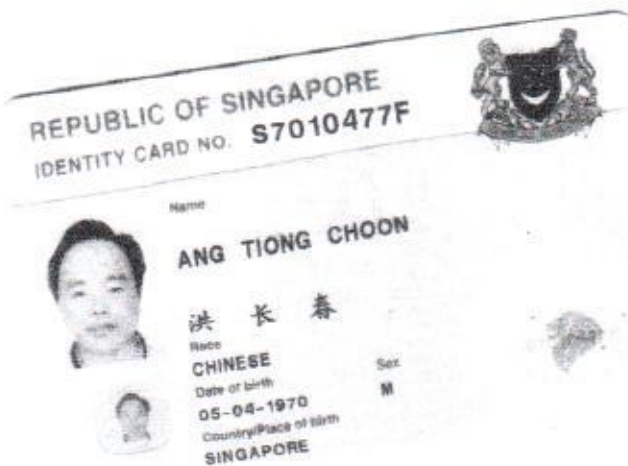 REPUBLIC OF SINGAPORE
IDENTITY CARD NO. S7010477F
Name
ANG TIONG CHOON
洪长春
Race
CHINESE
Date of birth Sex
05-04-1970 M
Country/Place of birth
SINGAPORE